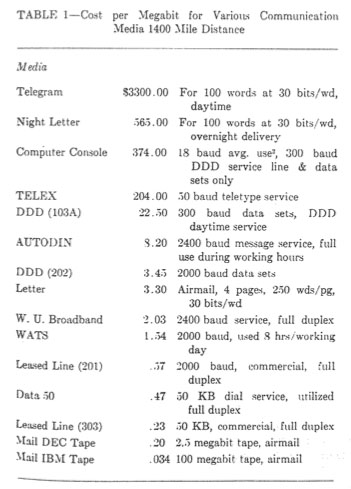 TABLE 1—Cost per Megabit for Various Communication
Media 1400 Mile Distance
Media
Telegram $3300.00 For 100 words at 30 bits/wd,
daytime
Night Letter 565.00 For 100 words at 30 bits/wd,
overnight delivery
Computer Console 374.00 18 baud avg. use², 300 baud
DDD service line & data
sets only
TELEX 204.00 50 baud teletype service
DDD (103A) 22.50 300 baud data sets, DDD
daytime service
AUTODIN 8.20 2400 baud message service, full
use during working hours
DDD (202) 3.45 2000 baud data sets
Letter 3.30 Airmail, 4 pages, 250 wds/pg,
30 bits/wd
W. U. Broadband 2.03 2400 baud service, full duplex
WATS 1.54 2000 baud, used 8 hrs/working
day
Leased Line (201) .57 2000 baud, commercial, full
duplex
Data 50 .47 50 KB dial service, utilized
full duplex
Leased Line (303) .23 50 KB, commercial, full duplex
Mail DEC Tape .20 2.5 megabit tape, airmail
Mail IBM Tape .034 100 megabit tape, airmail